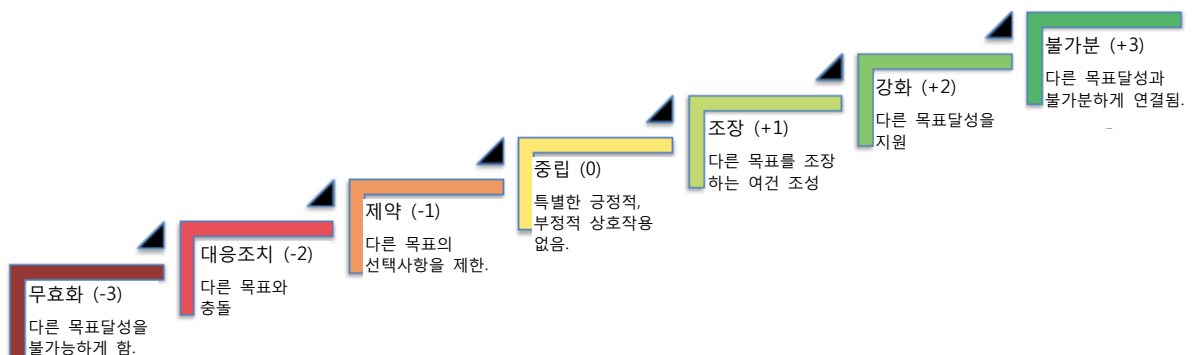 무효화 (-3)
다른 목표달성을
불가능하게 함.
대응조치 (-2)
다른 목표와
충돌
제약 (-1)
다른 목표의
선택사항을 제한.
중립 (0)
특별한 긍정적,
부정적 상호작용
없음.
조장 (+1)
다른 목표를 조장
하는 여건 조성
강화 (+2)
다른 목표달성을
지원
불가분 (+3)
다른 목표달성과
불가분하게 연결됨.